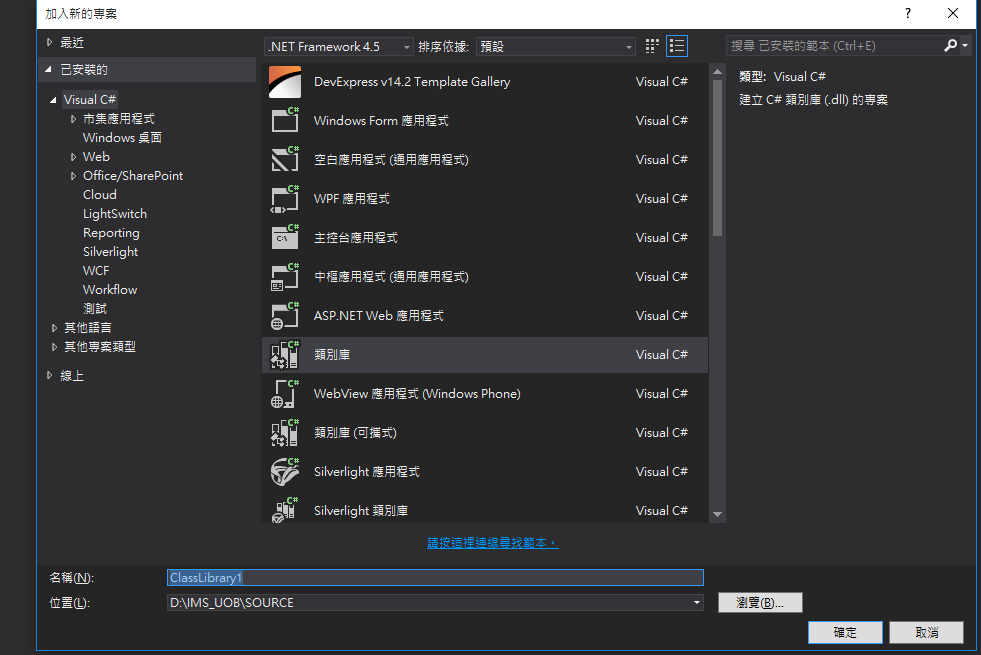 加入新的專案
?
最近
.NET Framework 4.5 排序依據: 預設
搜尋 已安裝的範本 (Ctrl+E)
已安裝的
Visual C#
市集應用程式
Windows 桌面
Web
Office/SharePoint
Cloud
LightSwitch
Reporting
Silverlight
WCF
Workflow
測試
其他語言
其他專案類型
線上
DevExpress v14.2 Template Gallery Visual C#
C# Windows Form 應用程式 Visual C#
C# 空白應用程式 (通用應用程式) Visual C#
C# WPF 應用程式 Visual C#
C# C:\ 主控台應用程式 Visual C#
C# 中樞應用程式 (通用應用程式) Visual C#
C# ASP.NET Web 應用程式 Visual C#
C# 類別庫 Visual C#
C# WebView 應用程式 (Windows Phone) Visual C#
C# 類別庫 (可攜式) Visual C#
C# Silverlight 應用程式 Visual C#
C# Silverlight 類別庫 Visual C#
類型: Visual C#
建立 C# 類別庫 (.dll) 的專案
請按這裡連線尋找範本。
名稱(N): ClassLibrary1
位置(L): D:\IMS_UOB\SOURCE 瀏覽(B)...
確定 取消